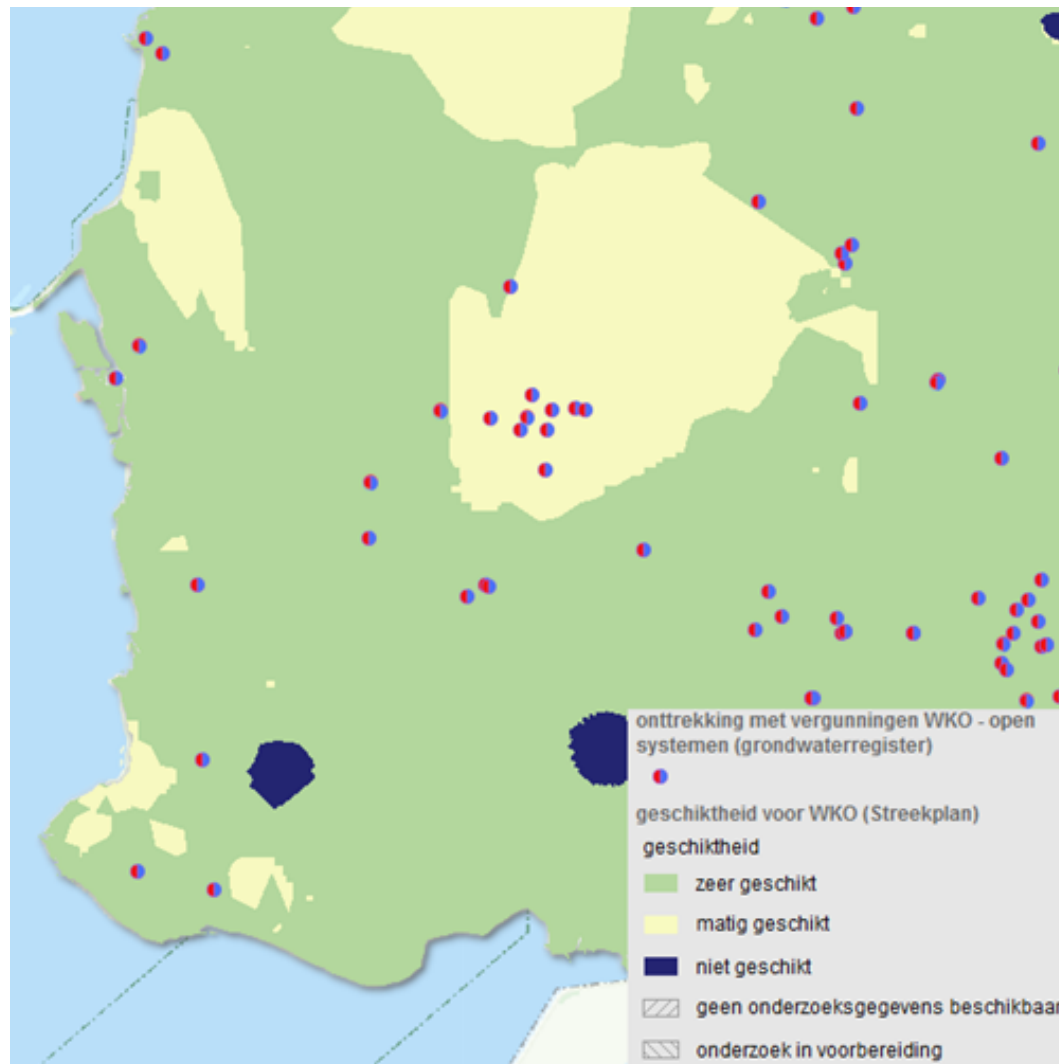 onttrekking met vergunningen WKO - open
systemen (grondwaterregister)
geschiktheid voor WKO (Streekplan)
geschiktheid
zeer geschikt
matig geschikt
niet geschikt
geen onderzoeksgegevens beschikbaar
onderzoek in voorbereiding